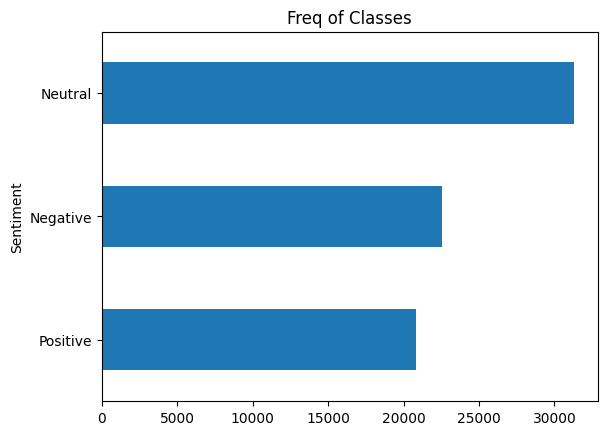 Freq of Classes
Sentiment
Neutral
Negative
Positive
0 5000 10000 15000 20000 25000 30000